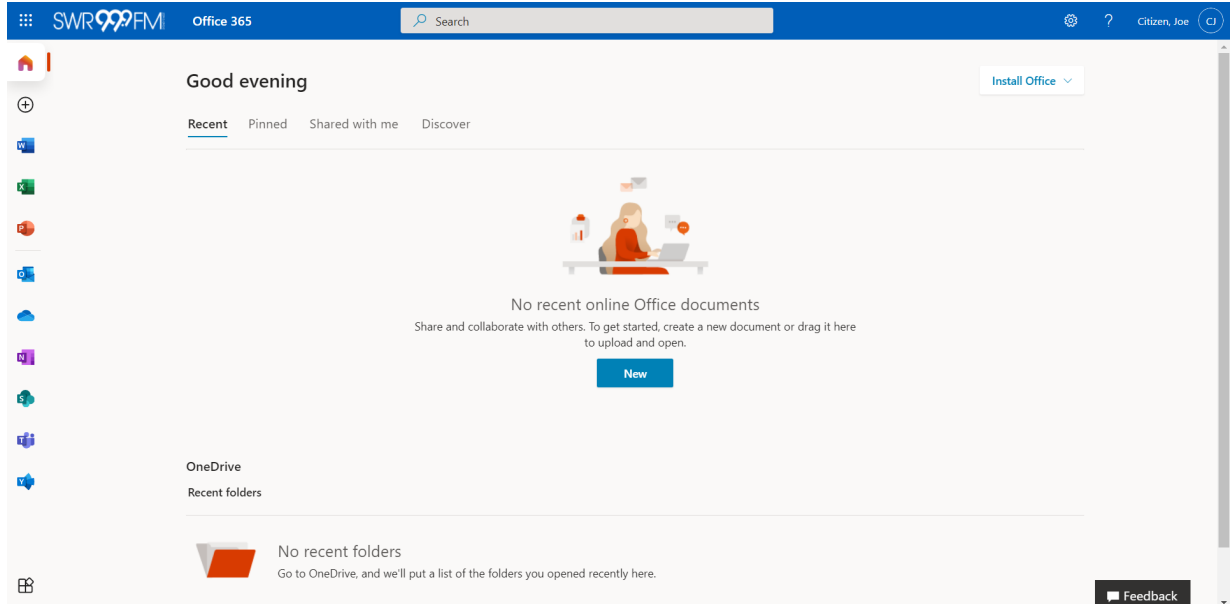 SWR99.9FM Office 365 Search ? Citizen, Joe CJ
Good evening
Install Office
Recent Pinned Shared with me Discover
No recent online Office documents
Share and collaborate with others. To get started, create a new document or drag it here
to upload and open.
New
OneDrive
Recent folders
No recent folders
Go to OneDrive, and we'll put a list of the folders you opened recently here.
Feedback
W
X
P
O
N
S
T
Y